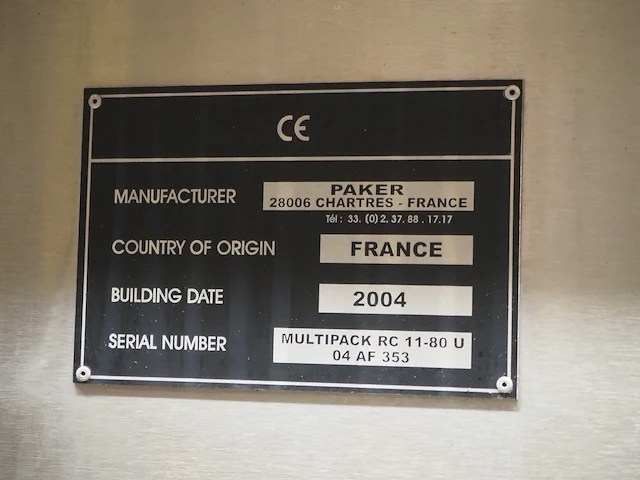 CE
MANUFACTURER PAKER
28006 CHARTRES - FRANCE
Tél : 33. (0) 2. 37. 88 . 17.17
COUNTRY OF ORIGIN FRANCE
BUILDING DATE 2004
SERIAL NUMBER MULTIPACK RC 11-80 U
04 AF 353